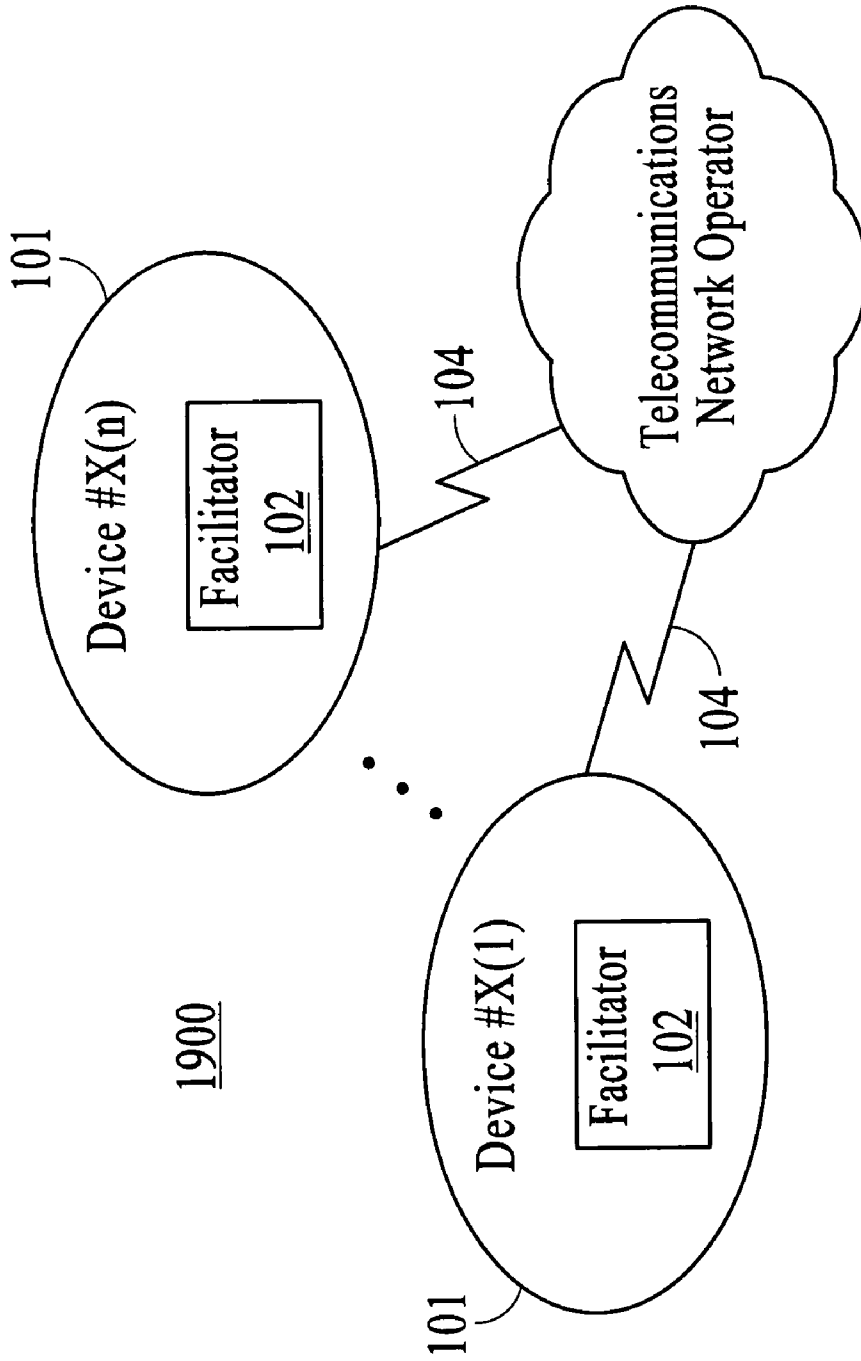 1900
101
Device #X(n)
Facilitator
102
104
101
Device #X(1)
Facilitator
102
104
Telecommunications
Network Operator